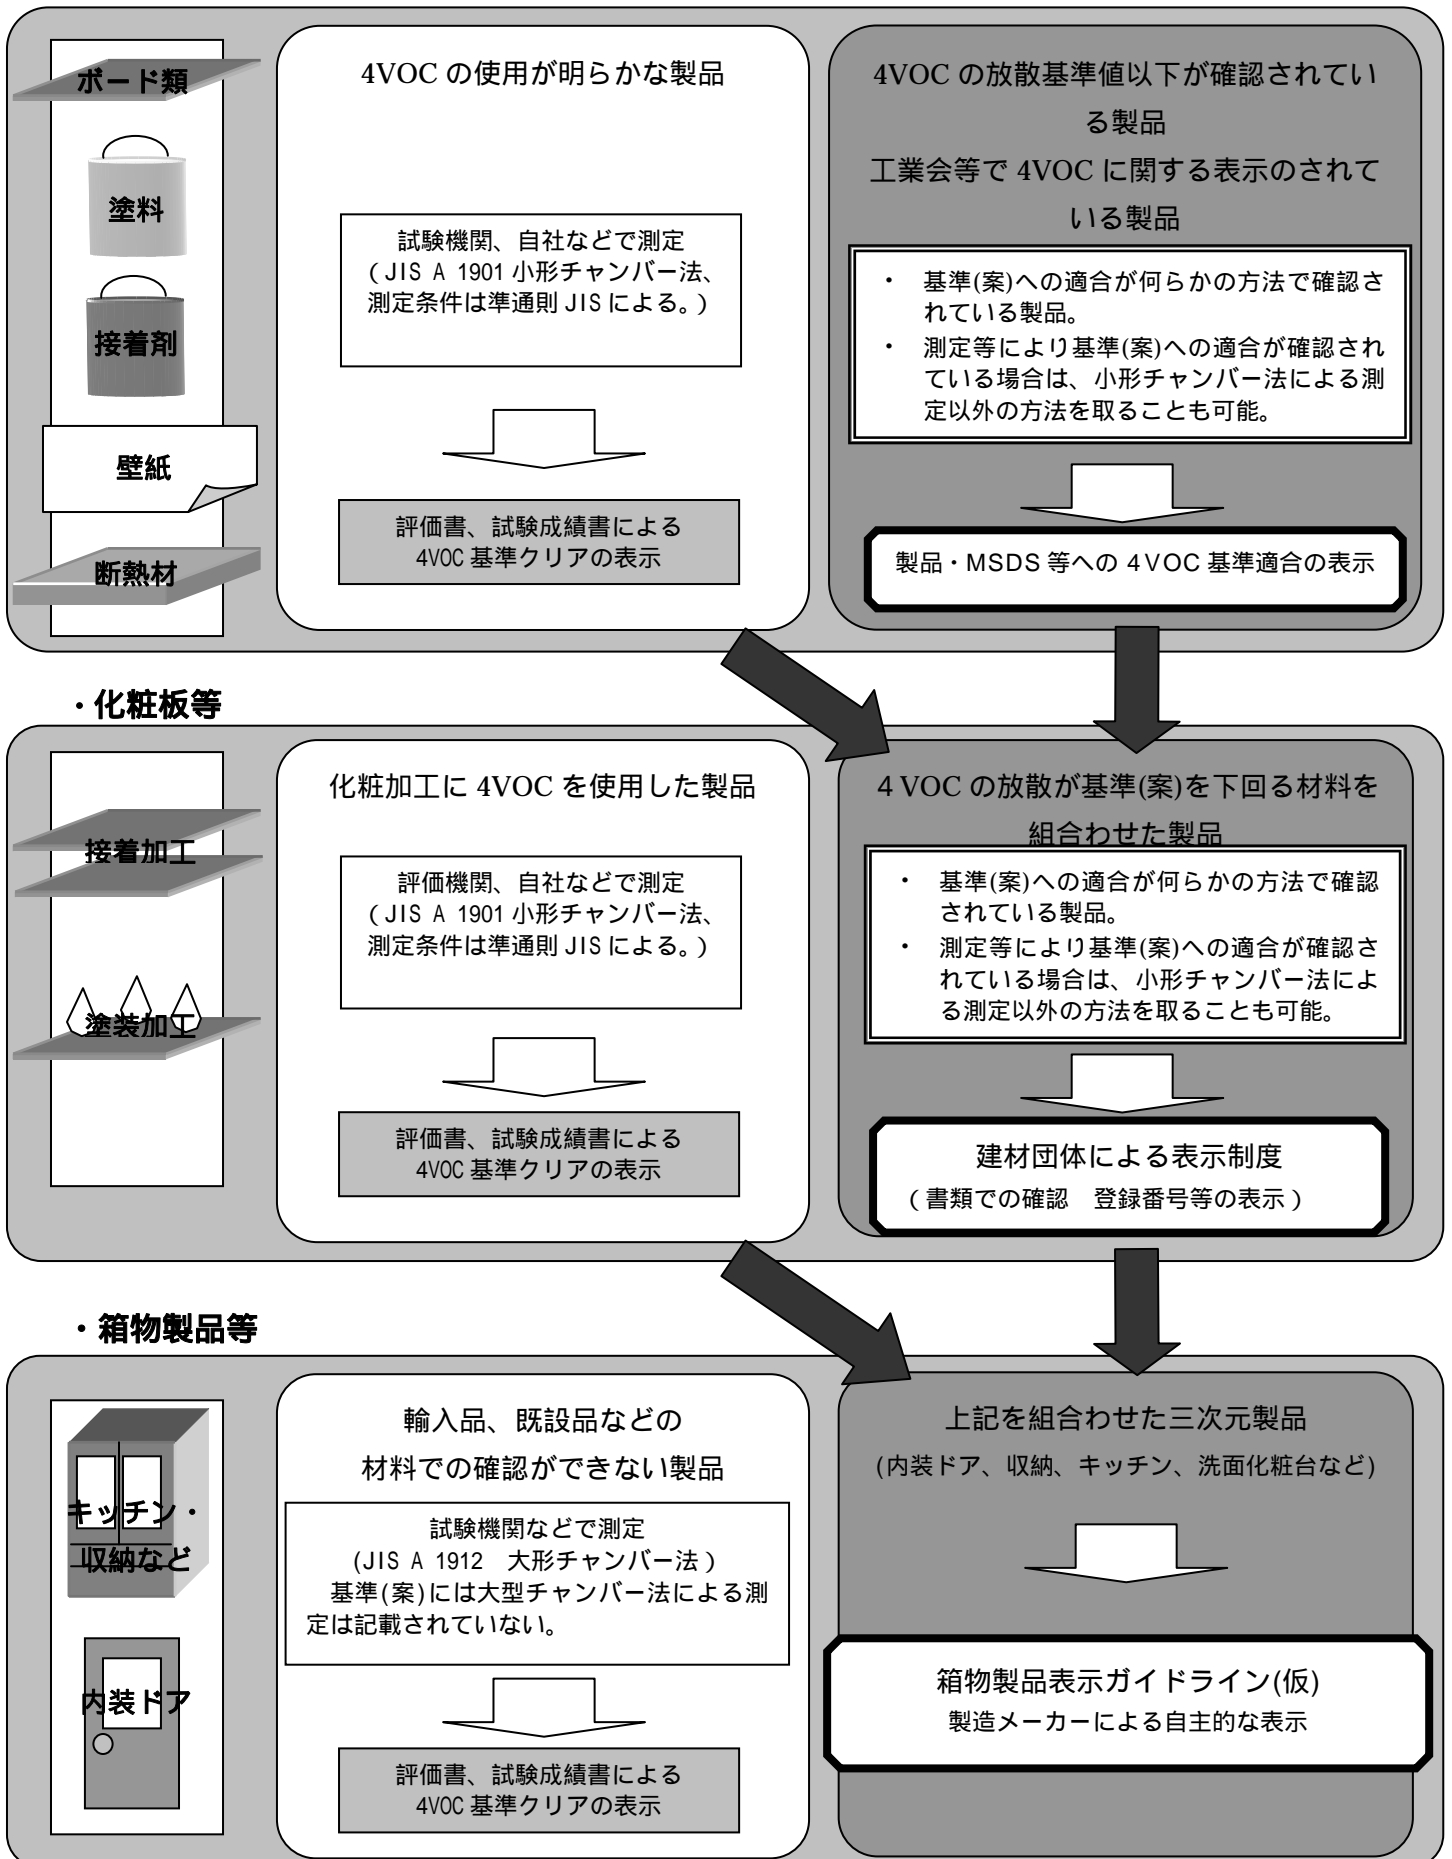 ボード類
塗料
接着剤
壁紙
断熱材
4VOC の使用が明らかな製品
試験機関、自社などで測定
（JIS A 1901 小形チャンバー法、
測定条件は準通則 JIS による。）
評価書、試験成績書による
4VOC 基準クリアの表示
4VOC の放散基準値以下が確認されてい
る製品
工業会等で 4VOC に関する表示のされて
いる製品
・ 基準(案)への適合が何らかの方法で確認さ
れている製品。
・ 測定等により基準(案)への適合が確認され
ている場合は、小形チャンバー法による測
定以外の方法を取ることも可能。
製品・MSDS 等への 4VOC 基準適合の表示
・化粧板等
接着加工
塗装加工
化粧加工に 4VOC を使用した製品
評価機関、自社などで測定
（JIS A 1901 小形チャンバー法、
測定条件は準通則 JIS による。）
評価書、試験成績書による
4VOC 基準クリアの表示
４VOC の放散が基準(案)を下回る材料を
組合わせた製品
・ 基準(案)への適合が何らかの方法で確認
されている製品。
・ 測定等により基準(案)への適合が確認さ
れている場合は、小形チャンバー法によ
る測定以外の方法を取ることも可能。
建材団体による表示制度
（書類での確認　登録番号等の表示）
・箱物製品等
キッチン・
収納など
内装ドア
輸入品、既設品などの
材料での確認ができない製品
試験機関などで測定
(JIS A 1912　大形チャンバー法）
基準(案)には大型チャンバー法による測
定は記載されていない。
評価書、試験成績書による
4VOC 基準クリアの表示
上記を組合わせた三次元製品
(内装ドア、収納、キッチン、洗面化粧台など)
箱物製品表示ガイドライン(仮)
製造メーカーによる自主的な表示